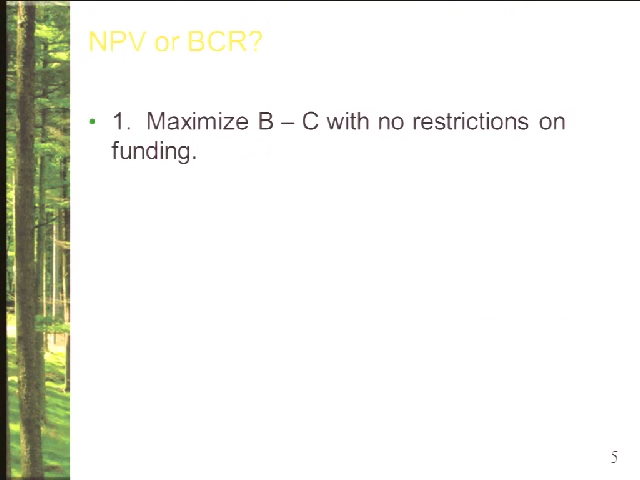 NPV or BCR?
• 1. Maximize B – C with no restrictions on
funding.
5